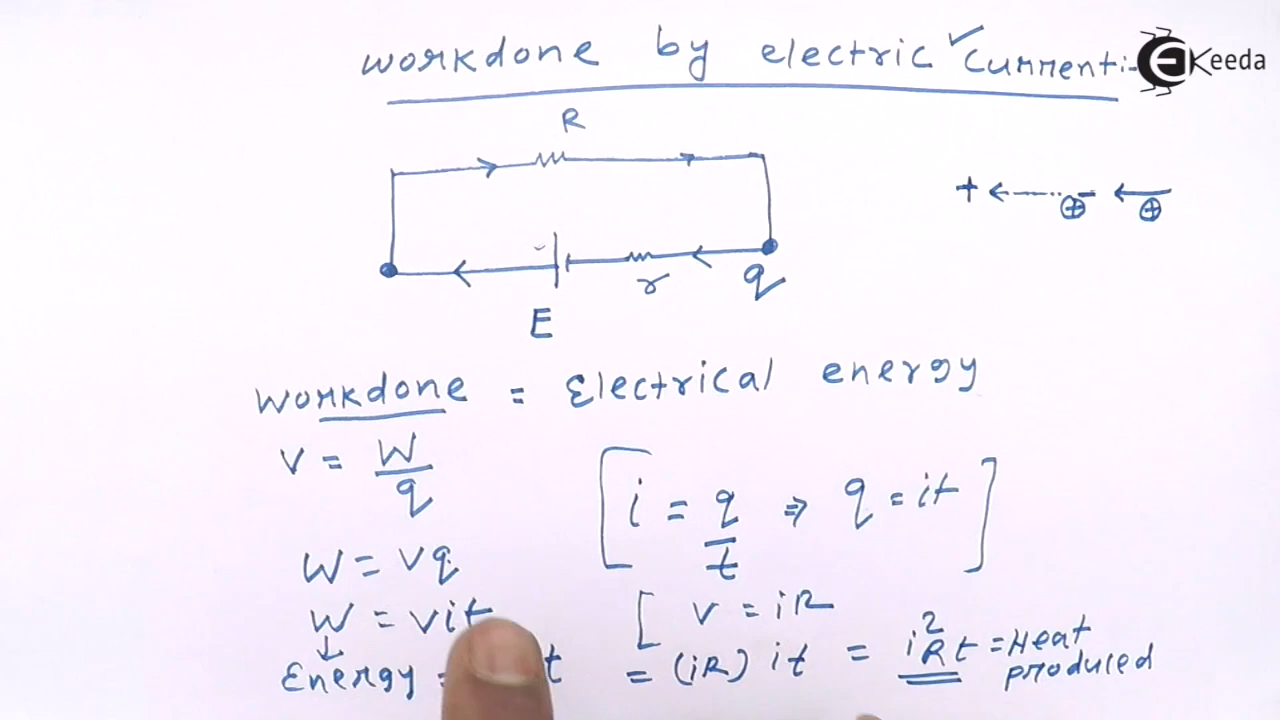 workdone by electric ✓current:-
EKeeda
R
+ ←----- ⊕ - ← ⊕
r
q
E
workdone = Electrical energy
V = W/q
[ i = q/t ⇒ q = it ]
W = vq
W = vit
[ v = iR
↓
Energy = t = (iR) it = i²Rt = Heat produced